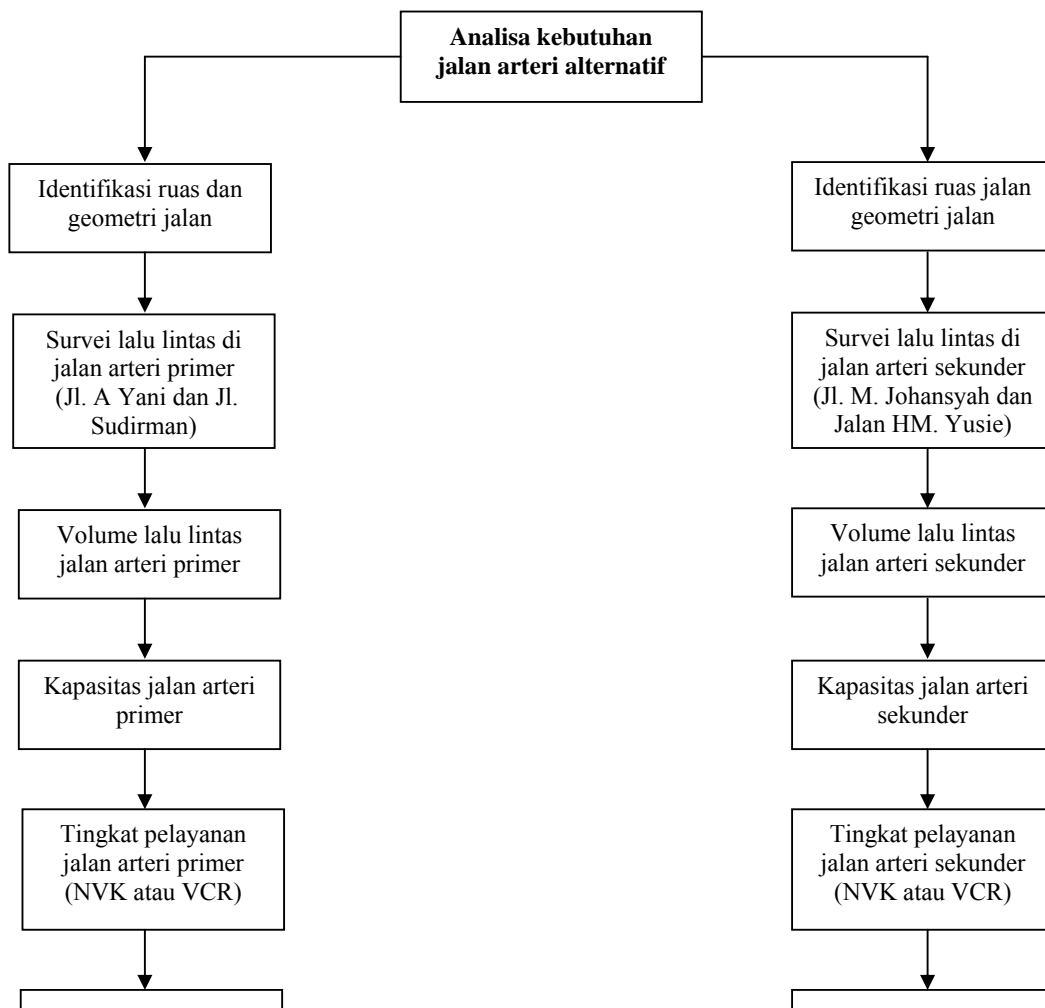 Analisa kebutuhan
jalan arteri alternatif
Identifikasi ruas dan
geometri jalan
Survei lalu lintas di
jalan arteri primer
(Jl. A Yani dan Jl.
Sudirman)
Volume lalu lintas
jalan arteri primer
Kapasitas jalan arteri
primer
Tingkat pelayanan
jalan arteri primer
(NVK atau VCR)
Identifikasi ruas jalan
geometri jalan
Survei lalu lintas di
jalan arteri sekunder
(Jl. M. Johansyah dan
Jalan HM. Yusie)
Volume lalu lintas
jalan arteri sekunder
Kapasitas jalan arteri
sekunder
Tingkat pelayanan
jalan arteri sekunder
(NVK atau VCR)